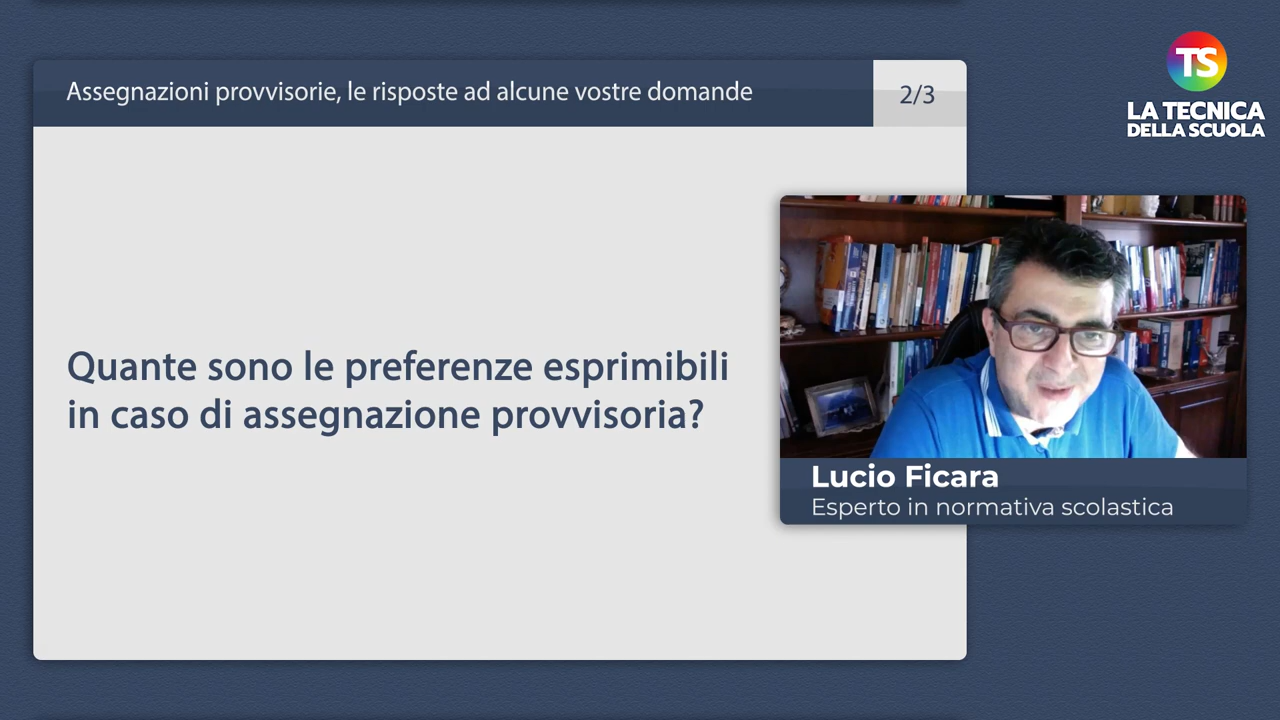 Assegnazioni provvisorie, le risposte ad alcune vostre domande
2/3
TS
LA TECNICA
DELLA SCUOLA
Quante sono le preferenze esprimibili
in caso di assegnazione provvisoria?
Lucio Ficara
Esperto in normativa scolastica